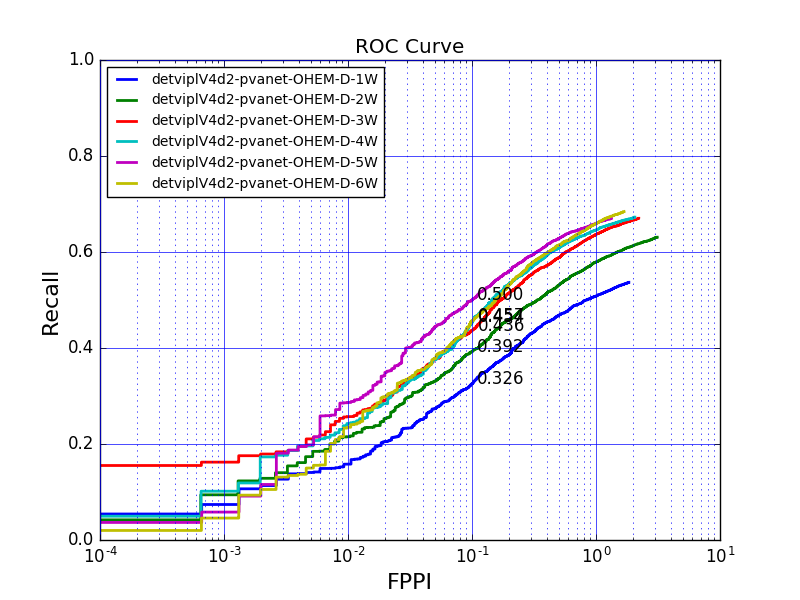 ROC Curve
detviplV4d2-pvanet-OHEM-D-1W
detviplV4d2-pvanet-OHEM-D-2W
detviplV4d2-pvanet-OHEM-D-3W
detviplV4d2-pvanet-OHEM-D-4W
detviplV4d2-pvanet-OHEM-D-5W
detviplV4d2-pvanet-OHEM-D-6W
1.0
0.8
0.6
0.4
0.2
0.0
Recall
0.500
0.436
0.392
0.326
10^-4
10^-3
10^-2
10^-1
10^0
10^1
FPPI